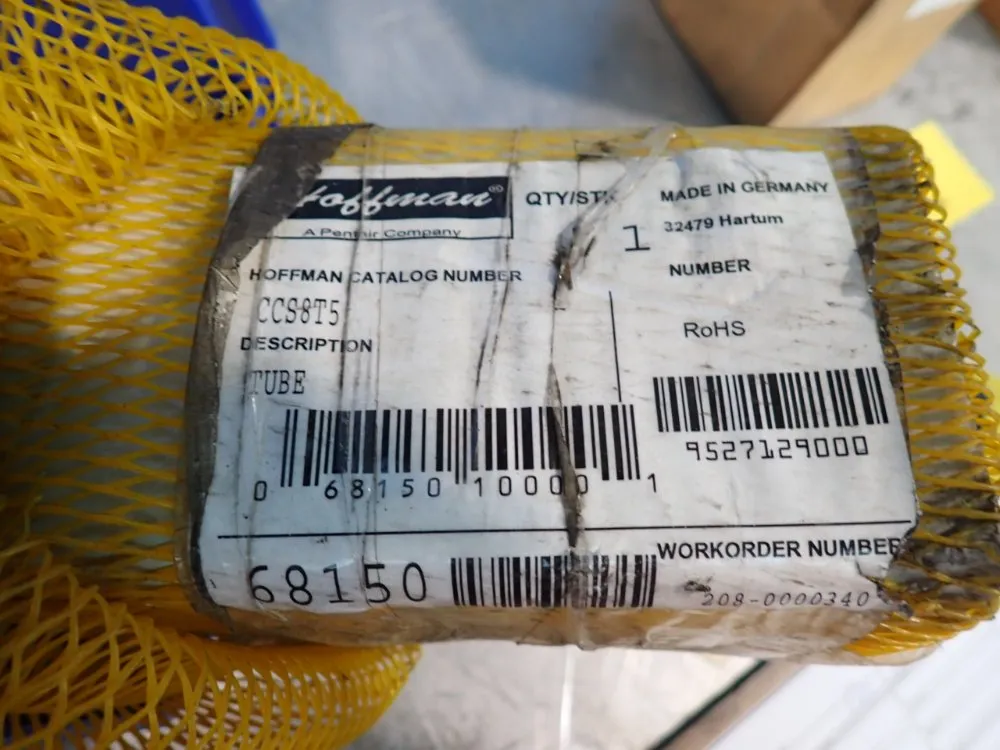 Hoffman®
A Pentair Company
QTY/ST
1
MADE IN GERMANY
32479 Hartum
NUMBER
RoHS
HOFFMAN CATALOG NUMBER
CCS8T5
DESCRIPTION
TUBE
0 68150 10000 1
9527129000
68150
WORKORDER NUMBER
208-0000340